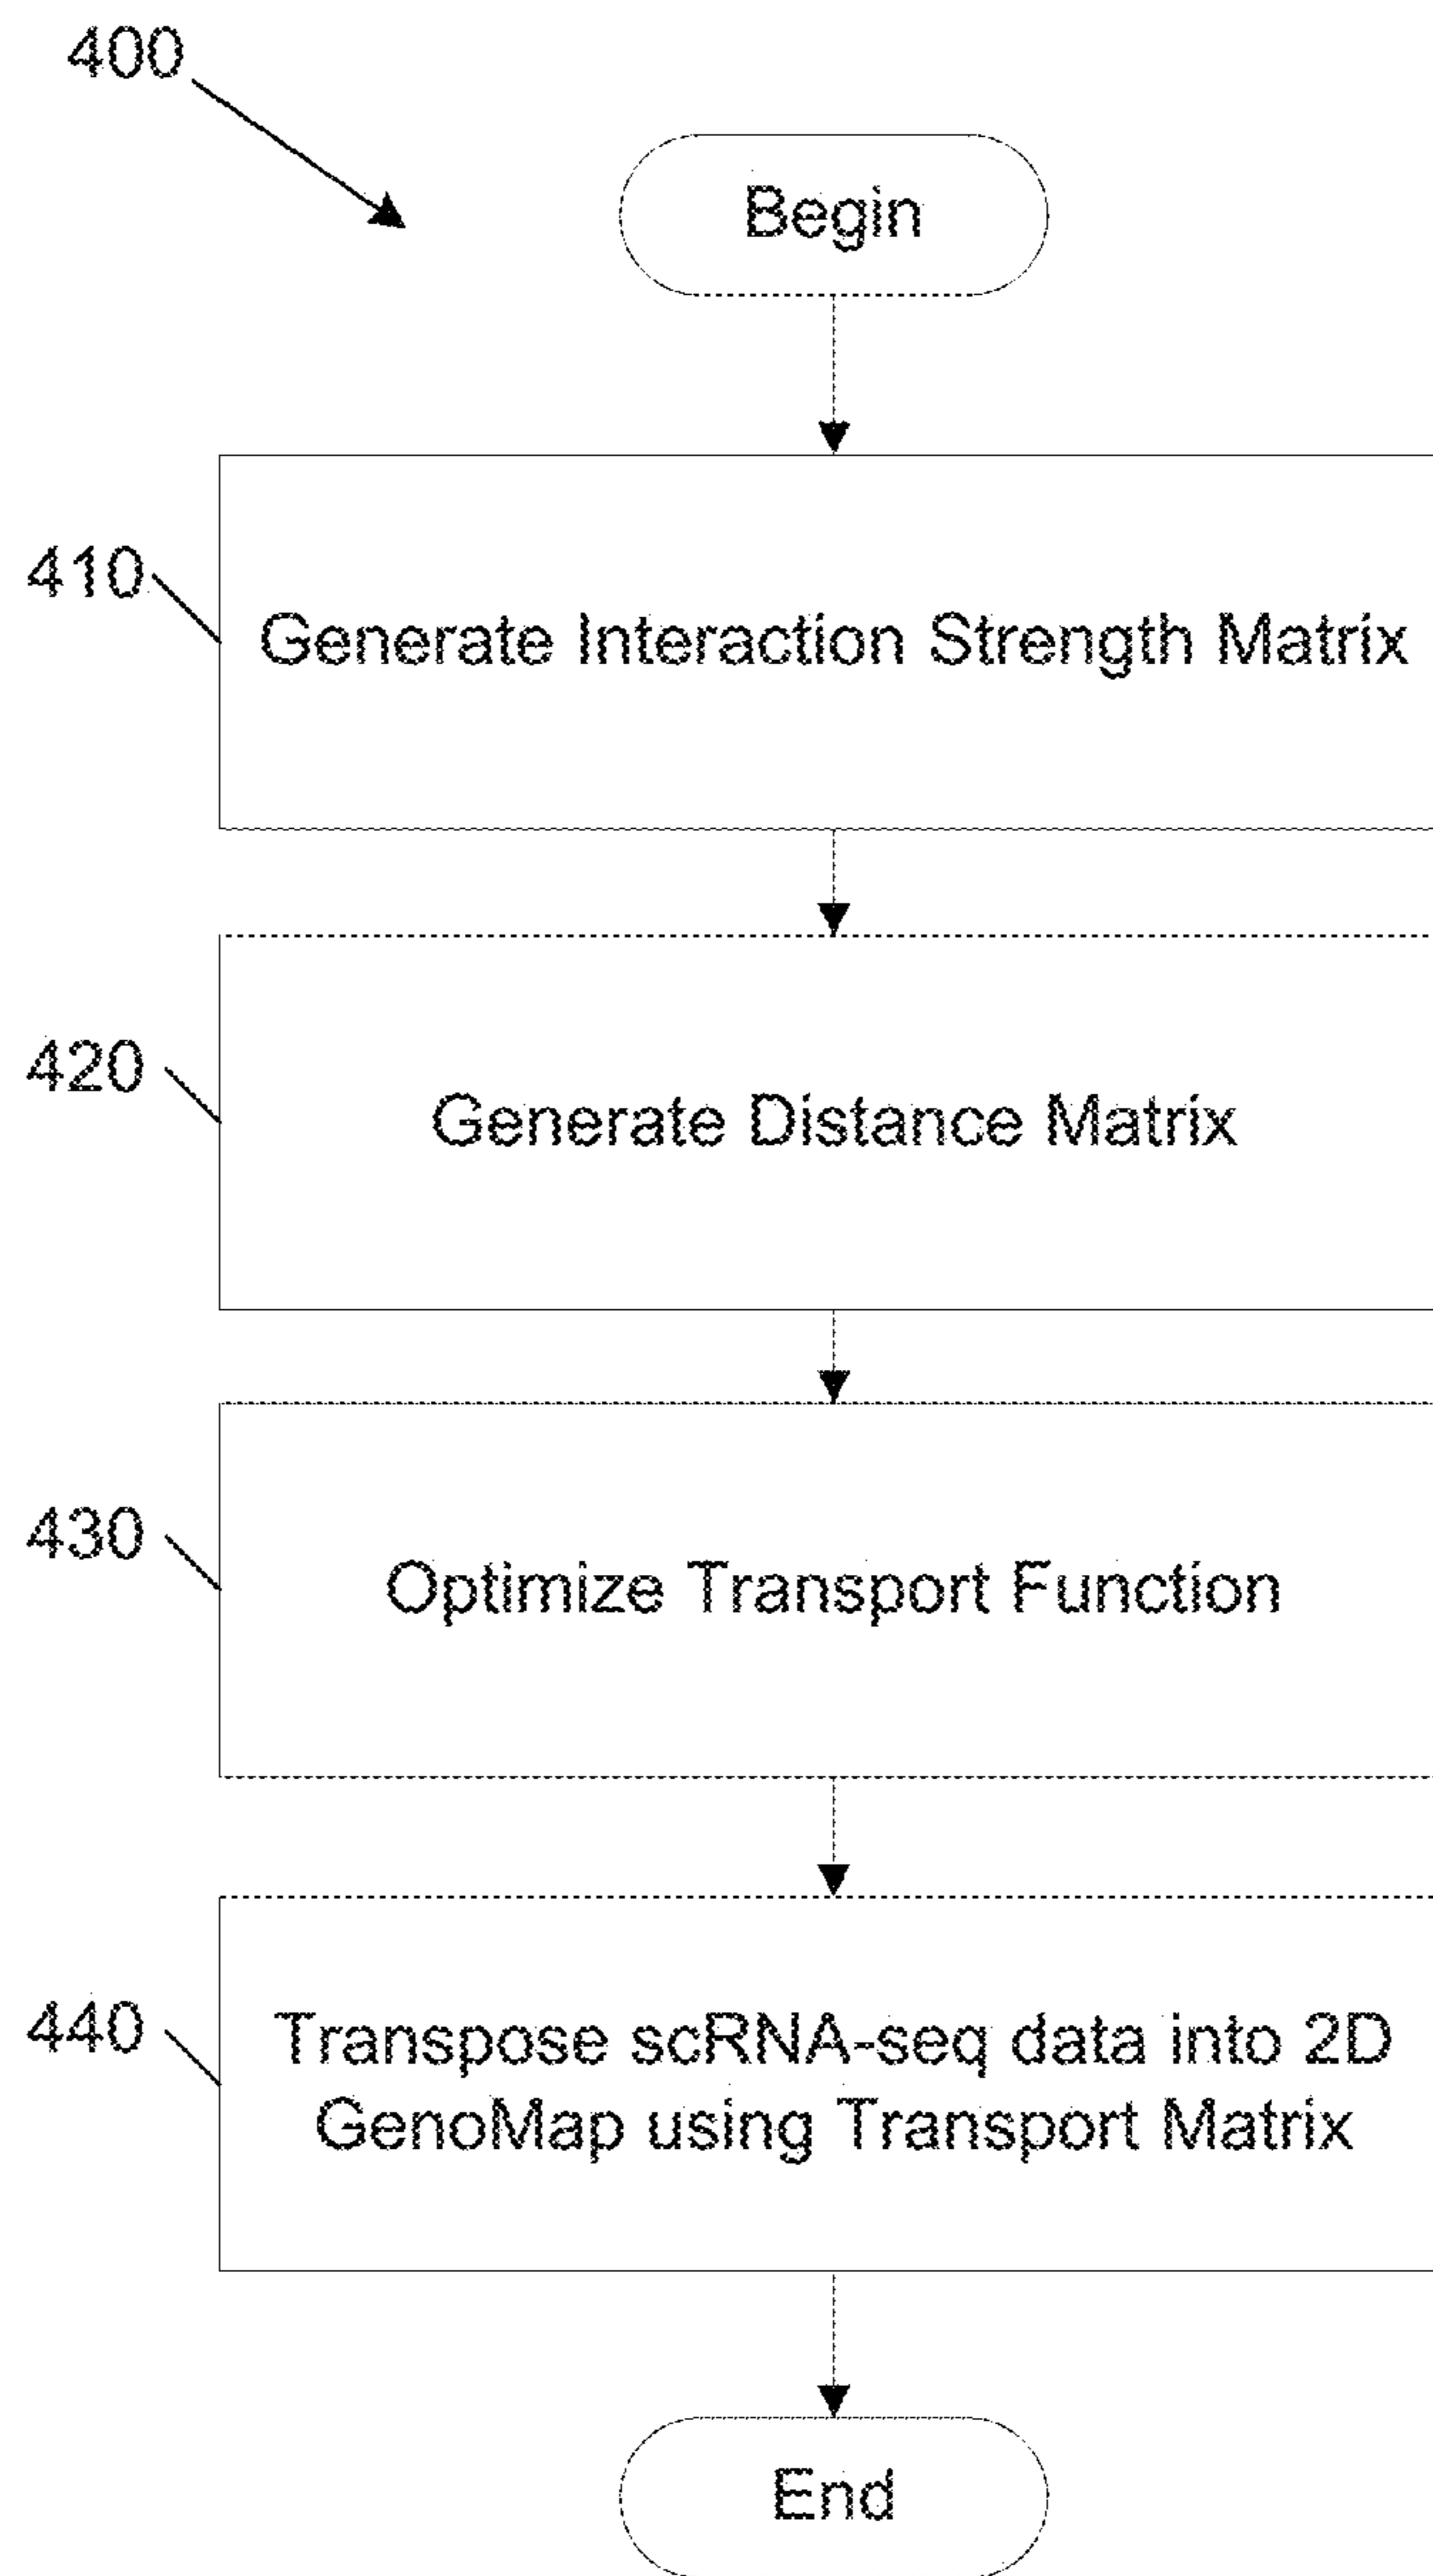 400
Begin
410
Generate Interaction Strength Matrix
420
Generate Distance Matrix
430
Optimize Transport Function
440
Transpose scRNA-seq data into 2D
GenoMap using Transport Matrix
End